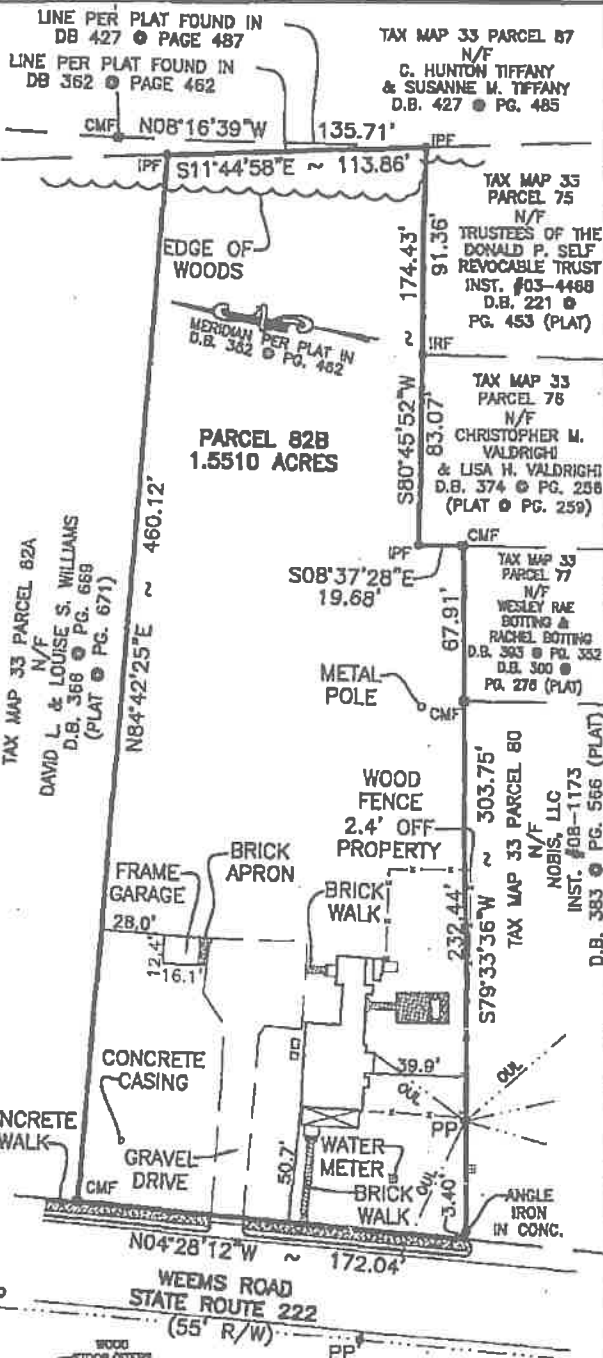 LINE PER PLAT FOUND IN
DB 427 @ PAGE 487
LINE PER PLAT FOUND IN
DB 362 @ PAGE 462
TAX MAP 33 PARCEL 87
N/F
C. HUNTON TIFFANY
& SUSANNE M. TIFFANY
D.B. 427 @ PG. 485
CMF
N08°16'39"W
135.71'
IPF
IPF
S11°44'58"E ~ 113.86'
TAX MAP 33
PARCEL 75
N/F
TRUSTEES OF THE
DONALD P. SELF
REVOCABLE TRUST
INST. #03-4468
D.B. 221 @
PG. 453 (PLAT)
EDGE OF
WOODS
MERIDIAN PER PLAT IN
D.B. 362 @ PG. 462
S80°45'52"W ~ 174.43'
91.36'
IRF
83.07'
TAX MAP 33
PARCEL 76
N/F
CHRISTOPHER M.
VALDRIGHI
& LISA H. VALDRIGHI
D.B. 374 @ PG. 258
(PLAT @ PG. 259)
PARCEL 82B
1.5510 ACRES
N84°42'25"E ~ 460.12'
TAX MAP 33 PARCEL 82A
N/F
DAVID L. & LOUISE S. WILLIAMS
D.B. 366 @ PG. 669
(PLAT @ PG. 671)
IPF
CMF
S08°37'28"E
19.68'
67.91'
TAX MAP 33
PARCEL 77
N/F
WESLEY RAE
BOTTING &
RACHEL BOTTING
D.B. 393 @ PG. 352
D.B. 300 @
PG. 276 (PLAT)
METAL
POLE
CMF
WOOD
FENCE
2.4' OFF
PROPERTY
232.44'
S79°33'36"W ~ 303.75'
TAX MAP 33 PARCEL 80
N/F
NOBIS, LLC
INST. #08-1173
D.B. 383 @ PG. 566 (PLAT)
FRAME
GARAGE
BRICK
APRON
BRICK
WALK
28.0'
12.4'
16.1'
39.9'
OUL
OUL
PP
CONCRETE
CASING
NCRETE
WALK
GRAVEL
DRIVE
CMF
50.7'
WATER
METER
BRICK
WALK
OUL
3.40'
ANGLE
IRON
IN CONC.
N04°28'12"W ~ 172.04'
WEEMS ROAD
STATE ROUTE 222
(55' R/W)
PP
WOOD